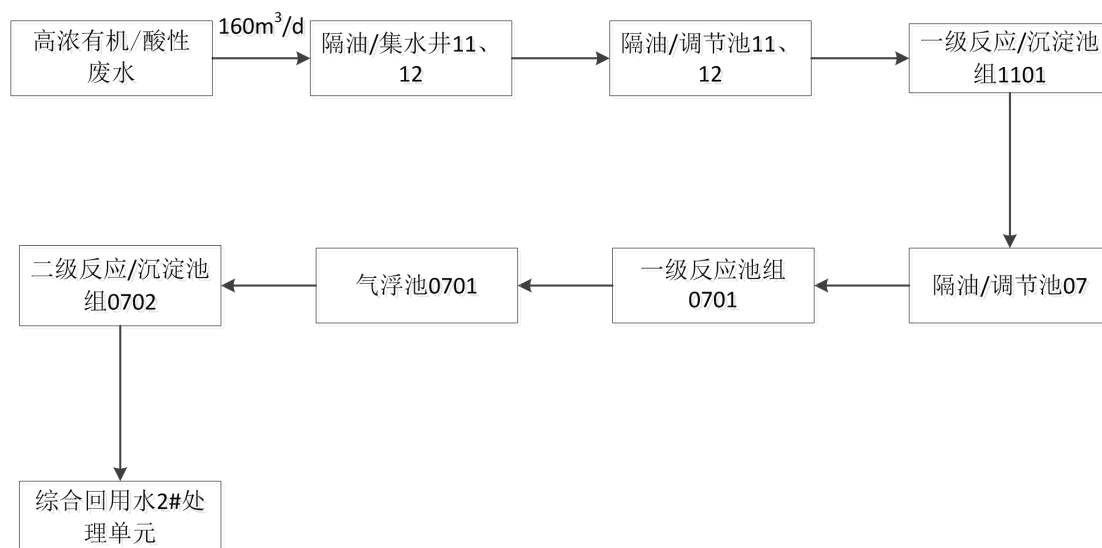 160m³/d
高浓有机/酸性
废水
隔油/集水井11、
12
隔油/调节池11、
12
一级反应/沉淀池
组1101
二级反应/沉淀池
组0702
气浮池0701
一级反应池组
0701
隔油/调节池07
综合回用水2#处
理单元